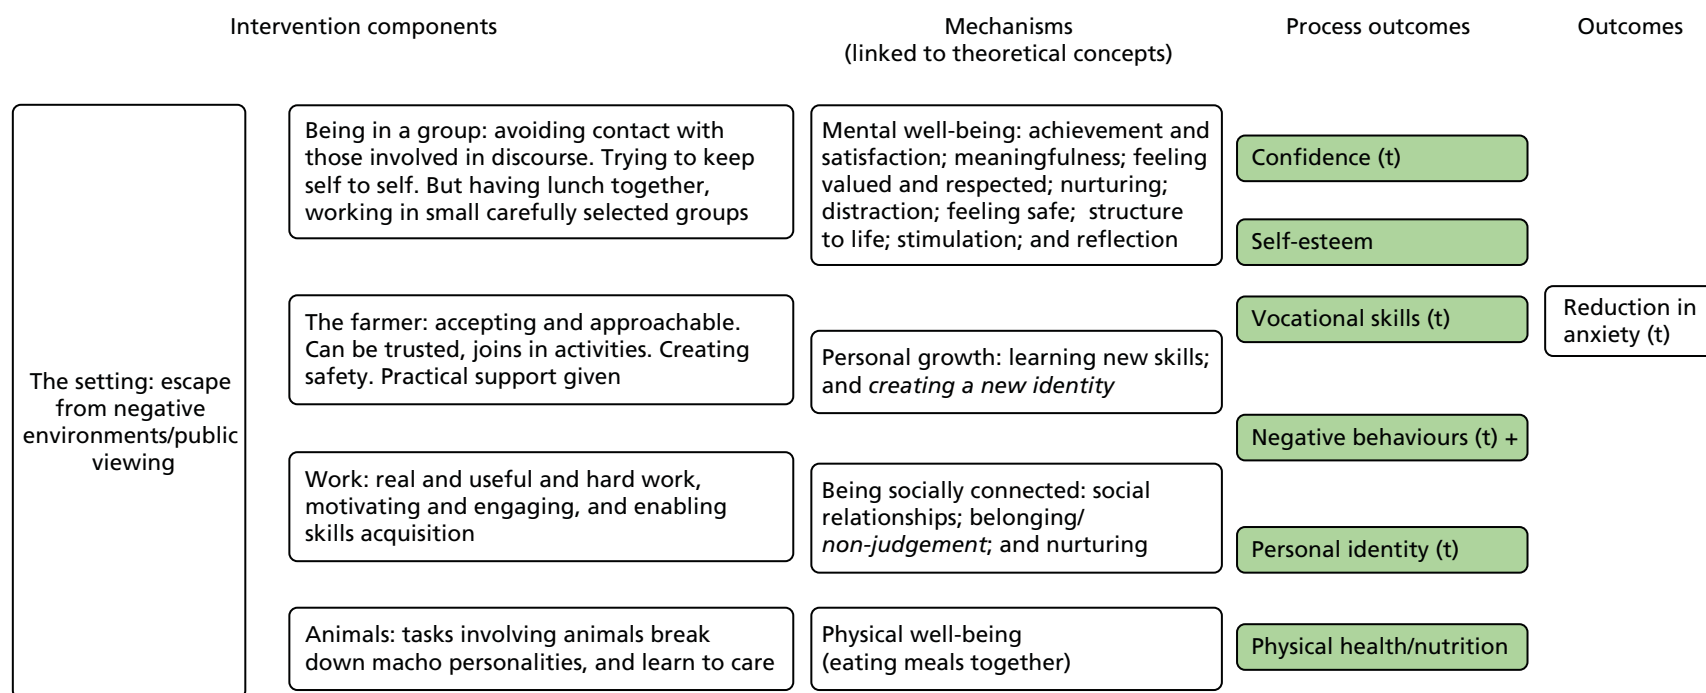 Intervention components
Mechanisms
(linked to theoretical concepts)
Process outcomes
Outcomes
The setting: escape
from negative
environments/public
viewing
Being in a group: avoiding contact with
those involved in discourse. Trying to keep
self to self. But having lunch together,
working in small carefully selected groups
The farmer: accepting and approachable.
Can be trusted, joins in activities. Creating
safety. Practical support given
Work: real and useful and hard work,
motivating and engaging, and enabling
skills acquisition
Animals: tasks involving animals break
down macho personalities, and learn to care
Mental well-being: achievement and
satisfaction; meaningfulness; feeling
valued and respected; nurturing;
distraction; feeling safe; structure
to life; stimulation; and reflection
Personal growth: learning new skills;
and creating a new identity
Being socially connected: social
relationships; belonging/
non-judgement; and nurturing
Physical well-being
(eating meals together)
Confidence (t)
Self-esteem
Vocational skills (t)
Negative behaviours (t) +
Personal identity (t)
Physical health/nutrition
Reduction in
anxiety (t)